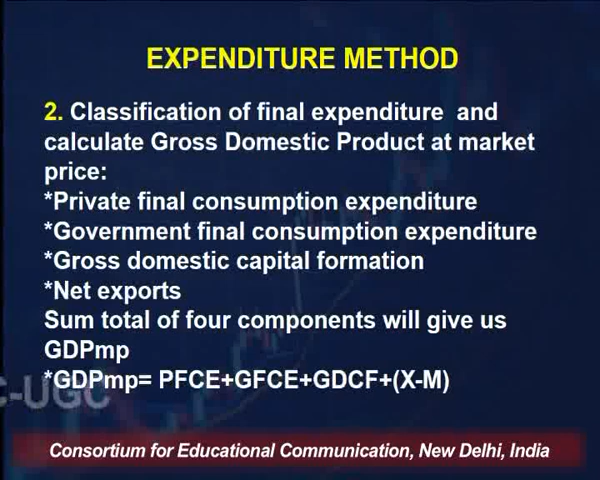 EXPENDITURE METHOD
2. Classification of final expenditure and
calculate Gross Domestic Product at market
price:
*Private final consumption expenditure
*Government final consumption expenditure
*Gross domestic capital formation
*Net exports
Sum total of four components will give us
GDPmp
*GDPmp= PFCE+GFCE+GDCF+(X-M)
C-UGC
Consortium for Educational Communication, New Delhi, India